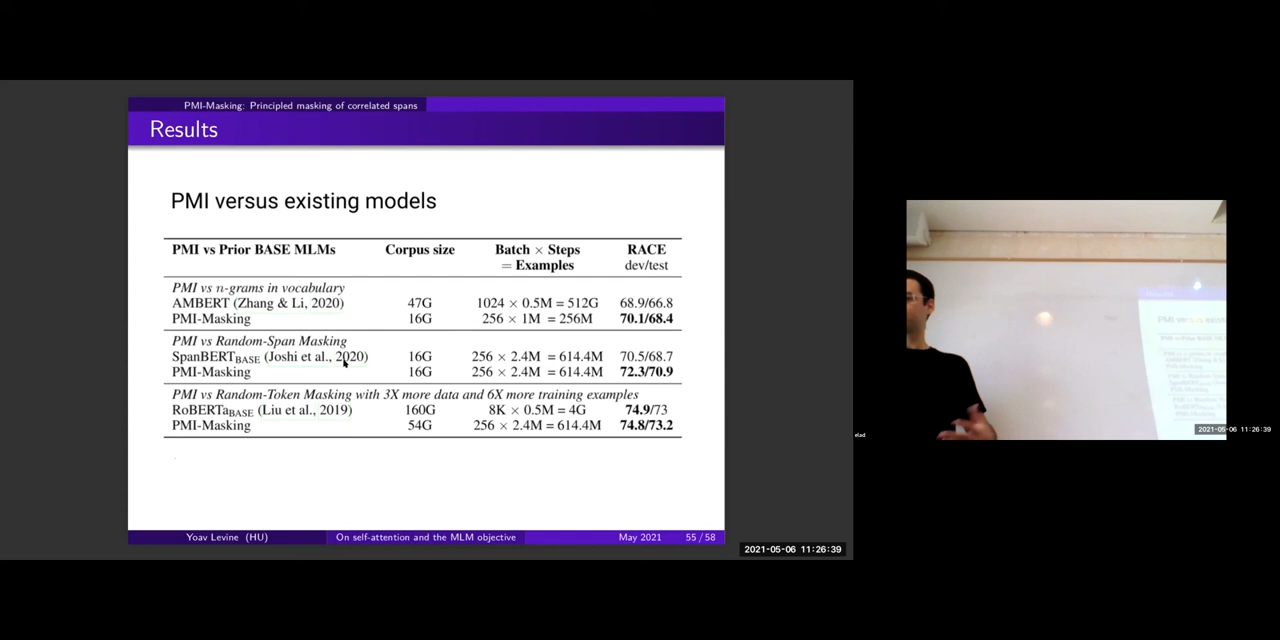 PMI-Masking: Principled masking of correlated spans
Results
PMI versus existing models
PMI vs Prior BASE MLMs Corpus size Batch × Steps RACE
= Examples dev/test
PMI vs n-grams in vocabulary
AMBERT (Zhang & Li, 2020) 47G 1024 × 0.5M = 512G 68.9/66.8
PMI-Masking 16G 256 × 1M = 256M 70.1/68.4
PMI vs Random-Span Masking
SpanBERT_BASE (Joshi et al., 2020) 16G 256 × 2.4M = 614.4M 70.5/68.7
PMI-Masking 16G 256 × 2.4M = 614.4M 72.3/70.9
PMI vs Random-Token Masking with 3X more data and 6X more training examples
RoBERTa_BASE (Liu et al., 2019) 160G 8K × 0.5M = 4G 74.9/73
PMI-Masking 54G 256 × 2.4M = 614.4M 74.8/73.2
Yoav Levine (HU) On self-attention and the MLM objective May 2021 55 / 58
2021-05-06 11:26:39
elad
2021-05-06 11:26:39